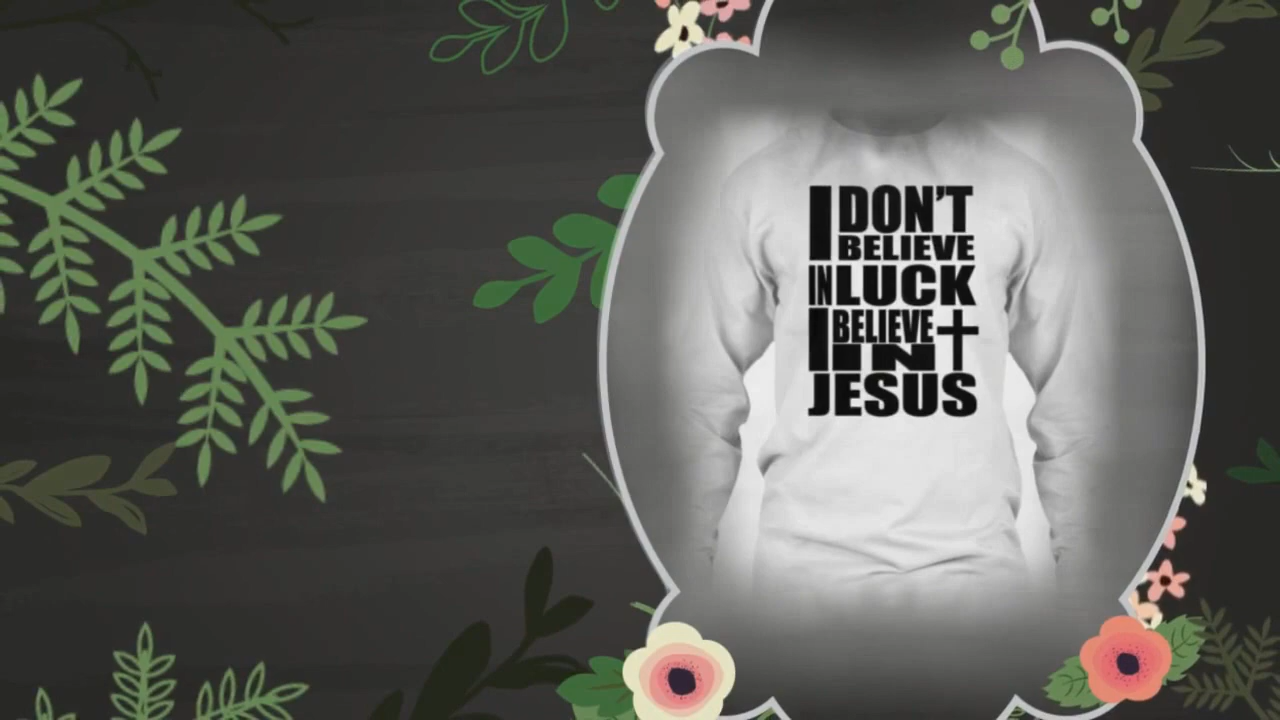 I DON'T
BELIEVE
IN LUCK
I BELIEVE
IN
JESUS